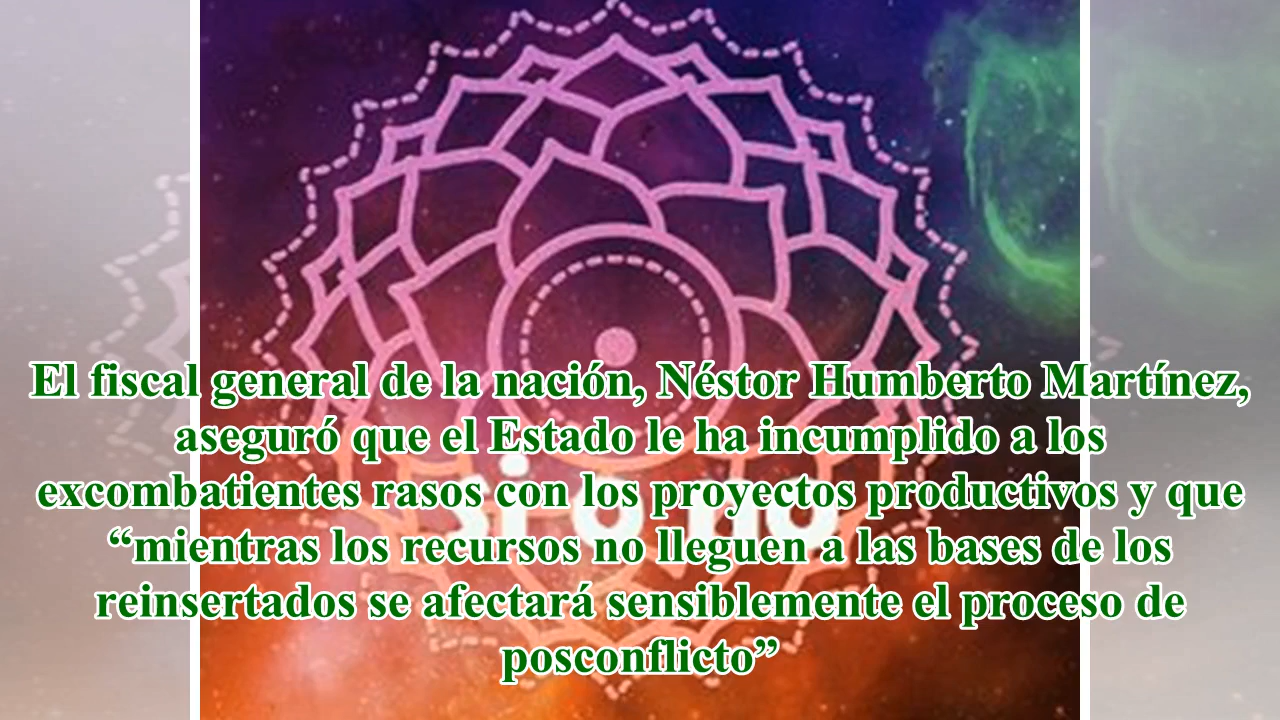 El fiscal general de la nación, Néstor Humberto Martínez,
aseguró que el Estado le ha incumplido a los
excombatientes rasos con los proyectos productivos y que
“mientras los recursos no lleguen a las bases de los
reinsertados se afectará sensiblemente el proceso de
posconflicto”